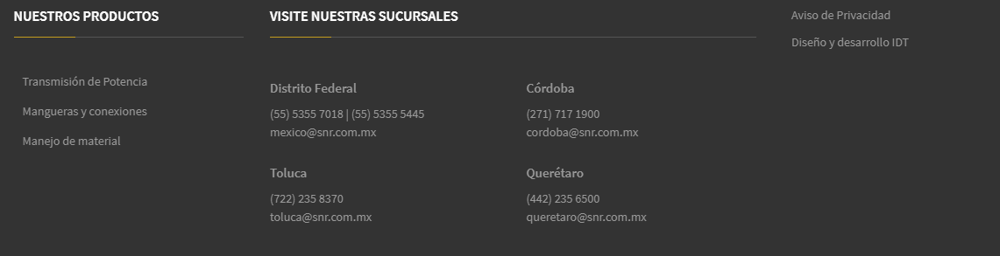 NUESTROS PRODUCTOS
Transmisión de Potencia
Mangueras y conexiones
Manejo de material
VISITE NUESTRAS SUCURSALES
Distrito Federal
(55) 5355 7018 | (55) 5355 5445
mexico@snr.com.mx
Córdoba
(271) 717 1900
cordoba@snr.com.mx
Toluca
(722) 235 8370
toluca@snr.com.mx
Querétaro
(442) 235 6500
queretaro@snr.com.mx
Aviso de Privacidad
Diseño y desarrollo IDT